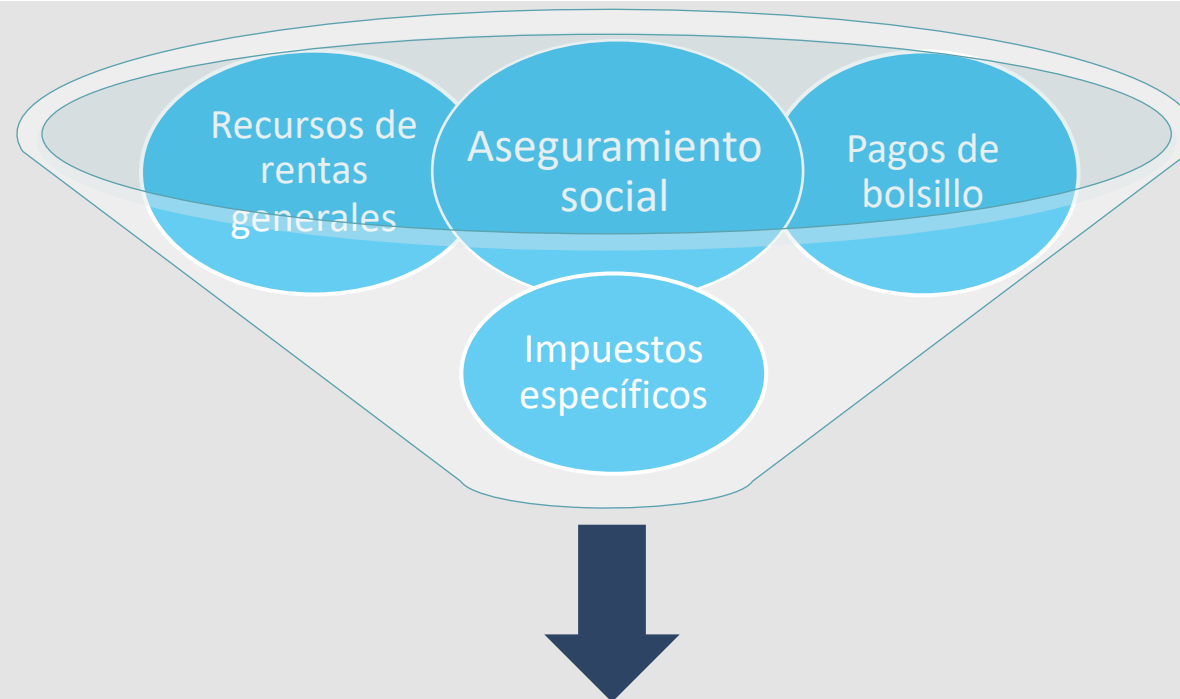 Recursos de
rentas
generales
Aseguramiento
social
Pagos de
bolsillo
Impuestos
específicos